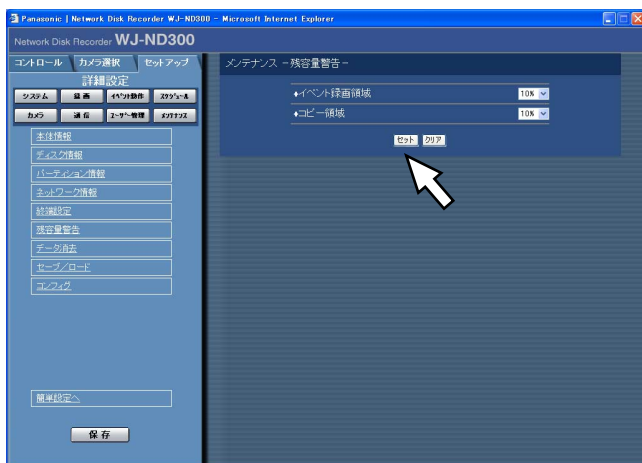 Panasonic | Network Disk Recorder WJ-ND300 - Microsoft Internet Explorer
Network Disk Recorder WJ-ND300
コントロール カメラ選択 セットアップ
詳細設定
システム 録画 イベント動作 スケジュール
カメラ 通信 ユーザー管理 メンテナンス
本体情報
ディスク情報
パーティション情報
ネットワーク情報
終端設定
残容量警告
データ消去
セーブ/ロード
コンフィグ
簡単設定へ
保存
メンテナンス －残容量警告－
♦イベント録画領域 10%
♦コピー領域 10%
セット クリア